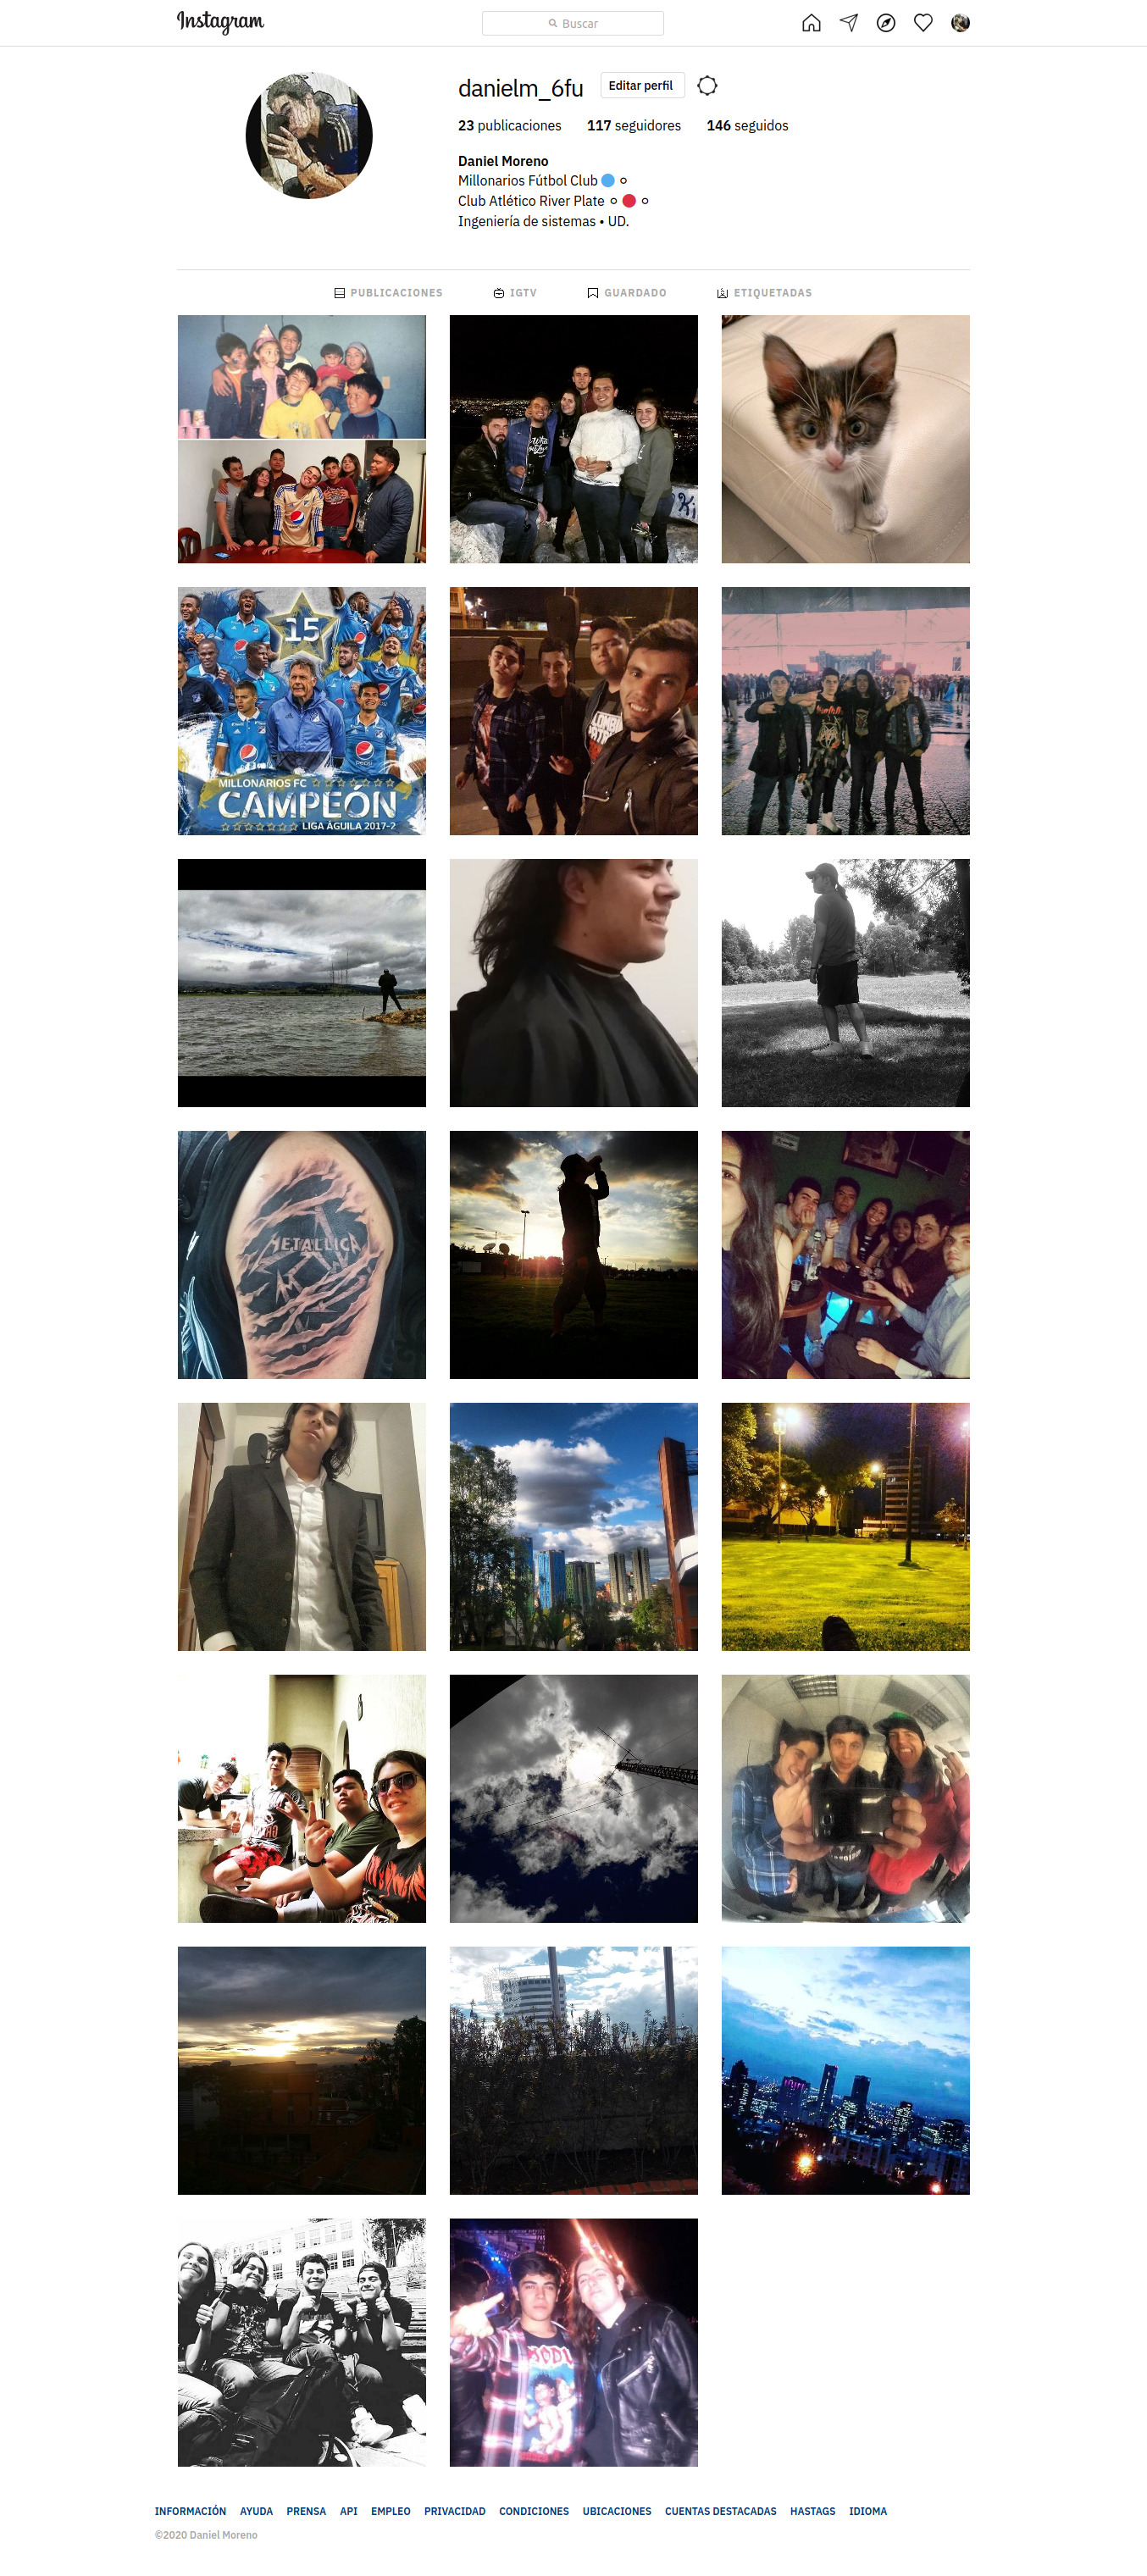 Instagram
Buscar
danielm_6fu Editar perfil
23 publicaciones 117 seguidores 146 seguidos
Daniel Moreno
Millonarios Fútbol Club
Club Atlético River Plate
Ingeniería de sistemas • UD.
PUBLICACIONES IGTV GUARDADO ETIQUETADAS
15
pepsi
MILLONARIOS FC
CAMPEÓN
LIGA ÁGUILA 2017-2
METALLICA
INFORMACIÓN AYUDA PRENSA API EMPLEO PRIVACIDAD CONDICIONES UBICACIONES CUENTAS DESTACADAS HASTAGS IDIOMA
©2020 Daniel Moreno